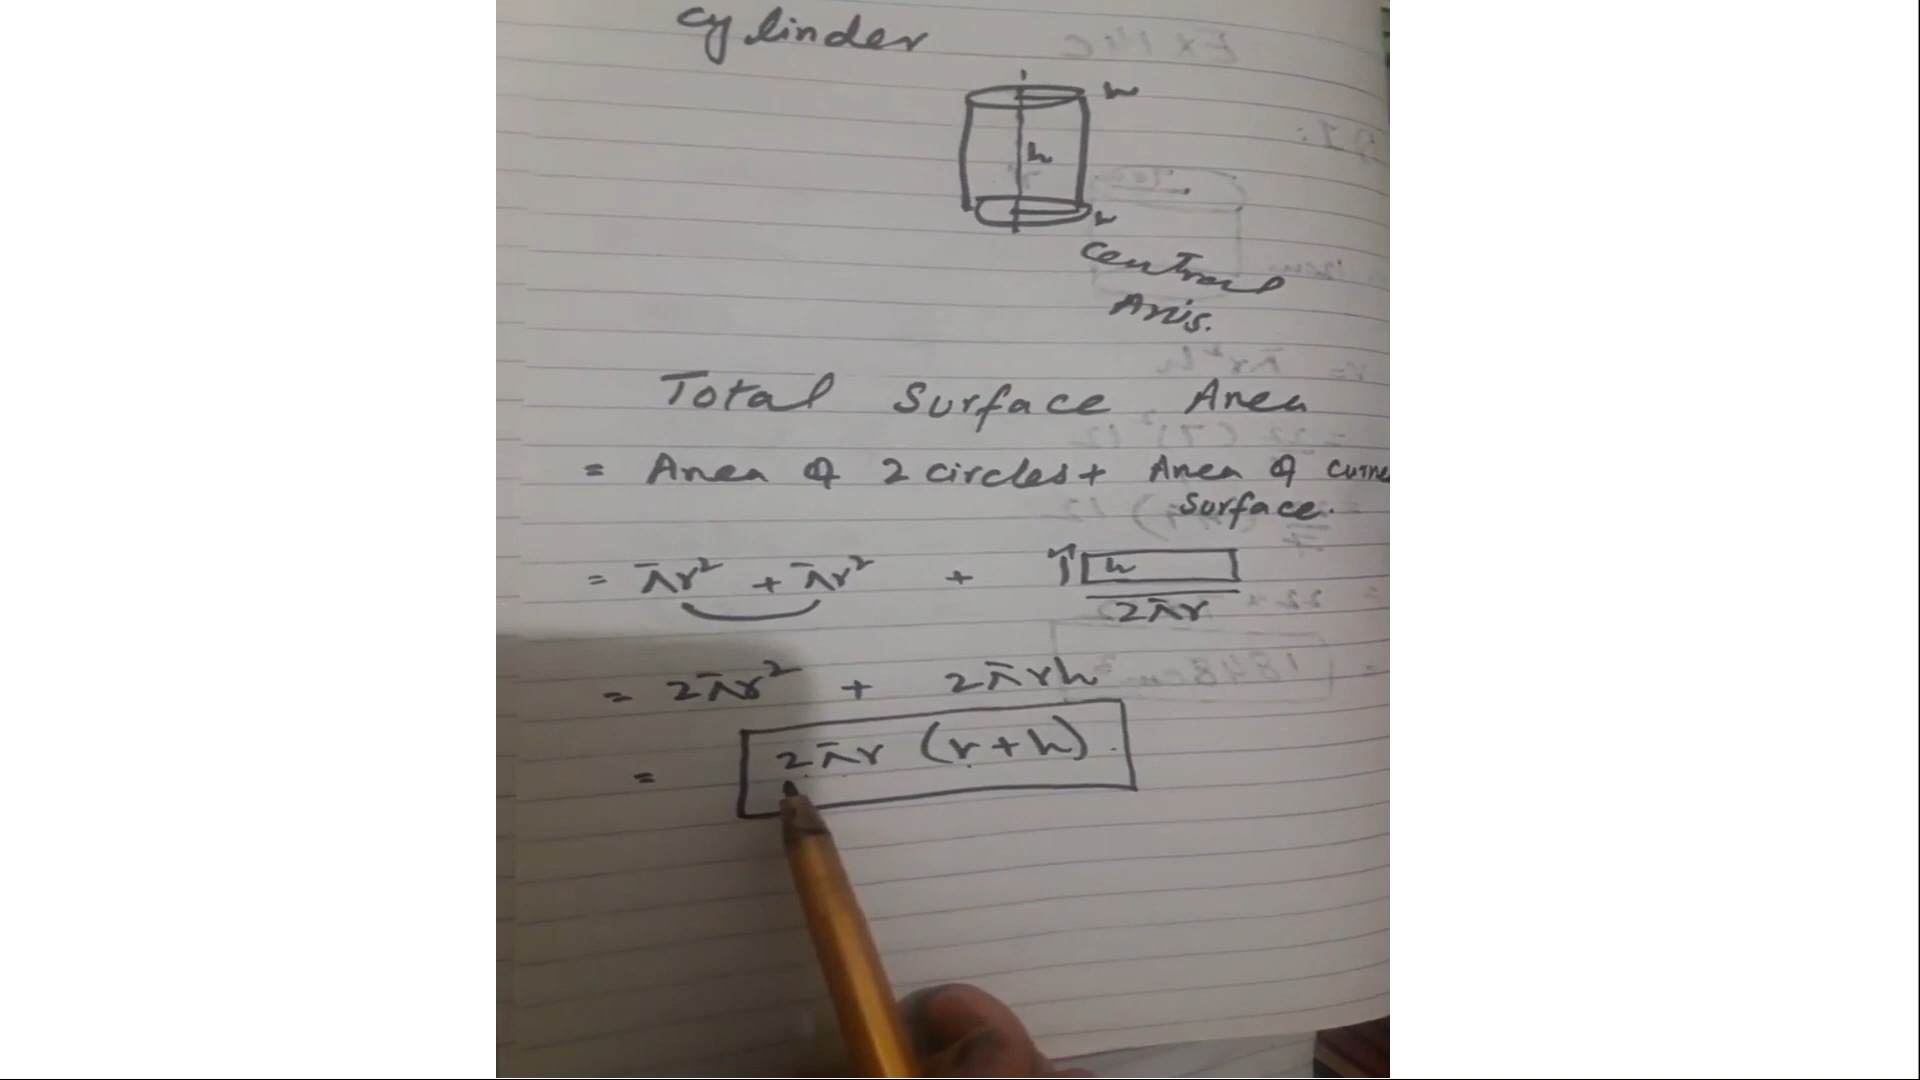 cylinder
r
h
r
Central
Axis.
Total Surface Area
= Area of 2 circles + Area of curve
Surface.
= πr² + πr² + h
2πr
= 2πr² + 2πrh
= 2πr (r+h).